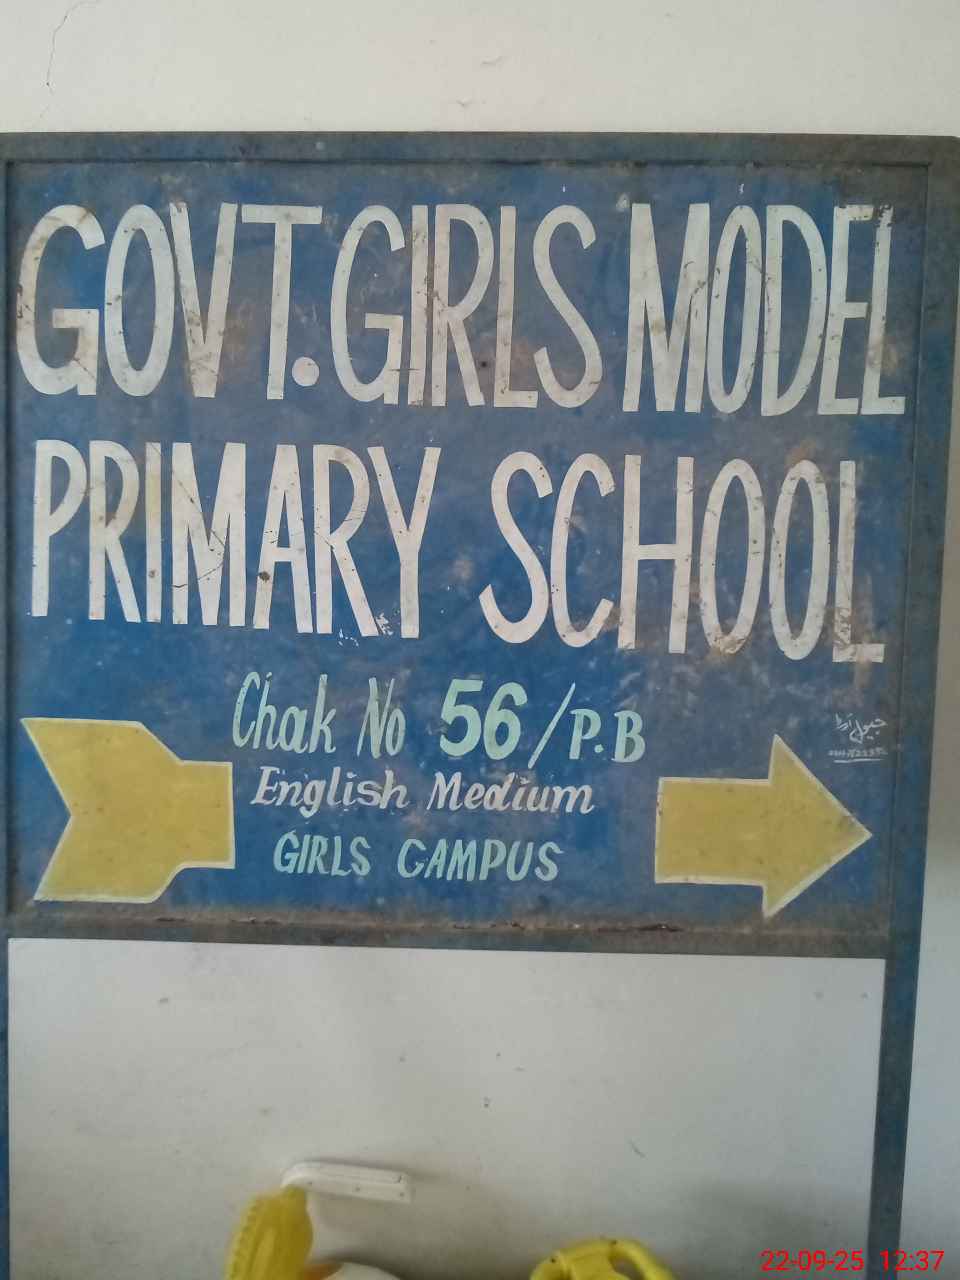 GOVT. GIRLS MODEL
PRIMARY SCHOOL
Chak No 56/P.B
English Medium
GIRLS CAMPUS
22-09-25 12:37